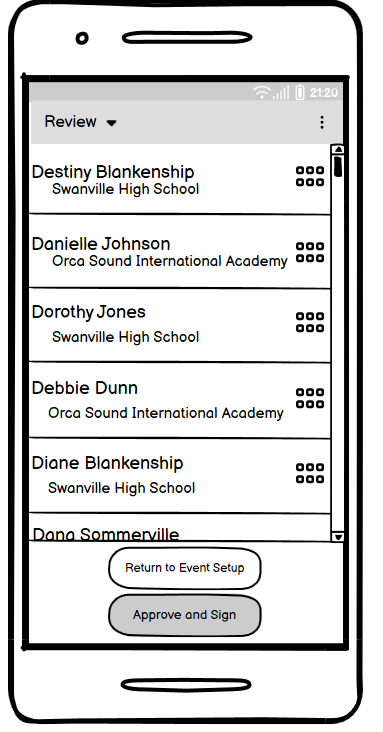 21:20
Review
Destiny Blankenship
Swanville High School
Danielle Johnson
Orca Sound International Academy
Dorothy Jones
Swanville High School
Debbie Dunn
Orca Sound International Academy
Diane Blankenship
Swanville High School
Dana Sommerville
Return to Event Setup
Approve and Sign